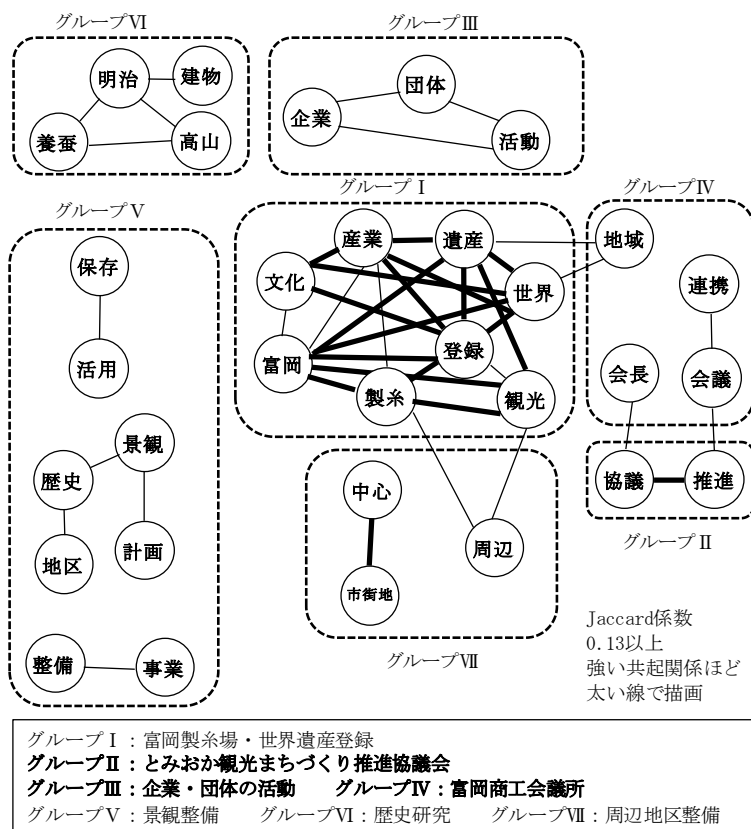 グループⅥ
明治
建物
養蚕
高山
グループⅢ
団体
企業
活動
グループⅠ
産業
遺産
文化
世界
登録
富岡
製糸
観光
グループⅣ
地域
連携
会長
会議
グループⅤ
保存
活用
景観
歴史
地区
計画
整備
事業
協議
推進
グループⅡ
中心
周辺
市街地
グループⅦ
Jaccard係数
0.13以上
強い共起関係ほど
太い線で描画
グループⅠ：富岡製糸場・世界遺産登録
グループⅡ：とみおか観光まちづくり推進協議会
グループⅢ：企業・団体の活動　グループⅣ：富岡商工会議所
グループⅤ：景観整備　グループⅥ：歴史研究　グループⅦ：周辺地区整備